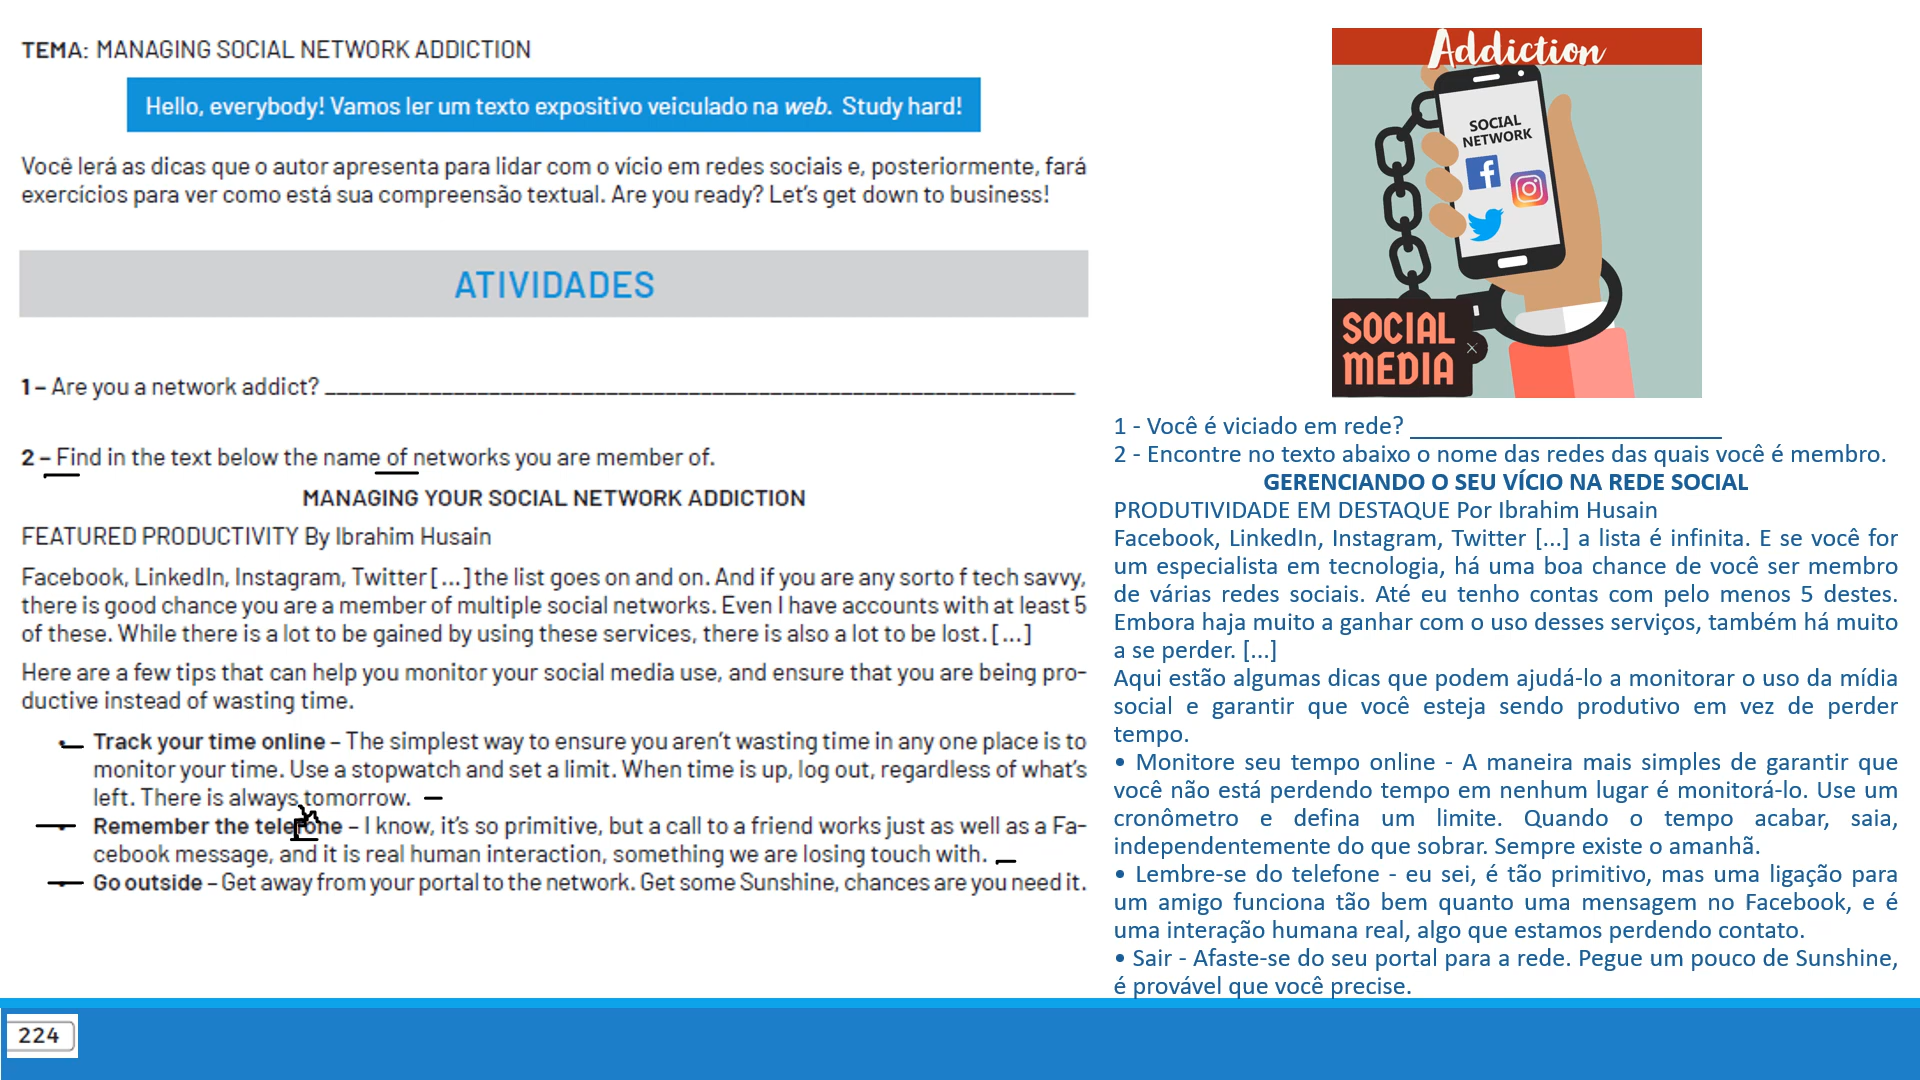 TEMA: MANAGING SOCIAL NETWORK ADDICTION
Hello, everybody! Vamos ler um texto expositivo veiculado na web. Study hard!
Você lerá as dicas que o autor apresenta para lidar com o vício em redes sociais e, posteriormente, fará
exercícios para ver como está sua compreensão textual. Are you ready? Let's get down to business!
ATIVIDADES
1 – Are you a network addict? ____________________
2 – Find in the text below the name of networks you are member of.
MANAGING YOUR SOCIAL NETWORK ADDICTION
FEATURED PRODUCTIVITY By Ibrahim Husain
Facebook, LinkedIn, Instagram, Twitter [...] the list goes on and on. And if you are any sorto f tech savvy,
there is good chance you are a member of multiple social networks. Even I have accounts with at least 5
of these. While there is a lot to be gained by using these services, there is also a lot to be lost. [...]
Here are a few tips that can help you monitor your social media use, and ensure that you are being pro-
ductive instead of wasting time.
Track your time online – The simplest way to ensure you aren't wasting time in any one place is to
monitor your time. Use a stopwatch and set a limit. When time is up, log out, regardless of what's
left. There is always tomorrow.
Remember the telefone – I know, it's so primitive, but a call to a friend works just as well as a Fa-
cebook message, and it is real human interaction, something we are losing touch with.
Go outside – Get away from your portal to the network. Get some Sunshine, chances are you need it.
224
Addiction
SOCIAL
NETWORK
SOCIAL
MEDIA
1 - Você é viciado em rede? ____________________
2 - Encontre no texto abaixo o nome das redes das quais você é membro.
GERENCIANDO O SEU VÍCIO NA REDE SOCIAL
PRODUTIVIDADE EM DESTAQUE Por Ibrahim Husain
Facebook, LinkedIn, Instagram, Twitter [...] a lista é infinita. E se você for
um especialista em tecnologia, há uma boa chance de você ser membro
de várias redes sociais. Até eu tenho contas com pelo menos 5 destes.
Embora haja muito a ganhar com o uso desses serviços, também há muito
a se perder. [...]
Aqui estão algumas dicas que podem ajudá-lo a monitorar o uso da mídia
social e garantir que você esteja sendo produtivo em vez de perder
tempo.
• Monitore seu tempo online - A maneira mais simples de garantir que
você não está perdendo tempo em nenhum lugar é monitorá-lo. Use um
cronômetro e defina um limite. Quando o tempo acabar, saia,
independentemente do que sobrar. Sempre existe o amanhã.
• Lembre-se do telefone - eu sei, é tão primitivo, mas uma ligação para
um amigo funciona tão bem quanto uma mensagem no Facebook, e é
uma interação humana real, algo que estamos perdendo contato.
• Sair - Afaste-se do seu portal para a rede. Pegue um pouco de Sunshine,
é provável que você precise.